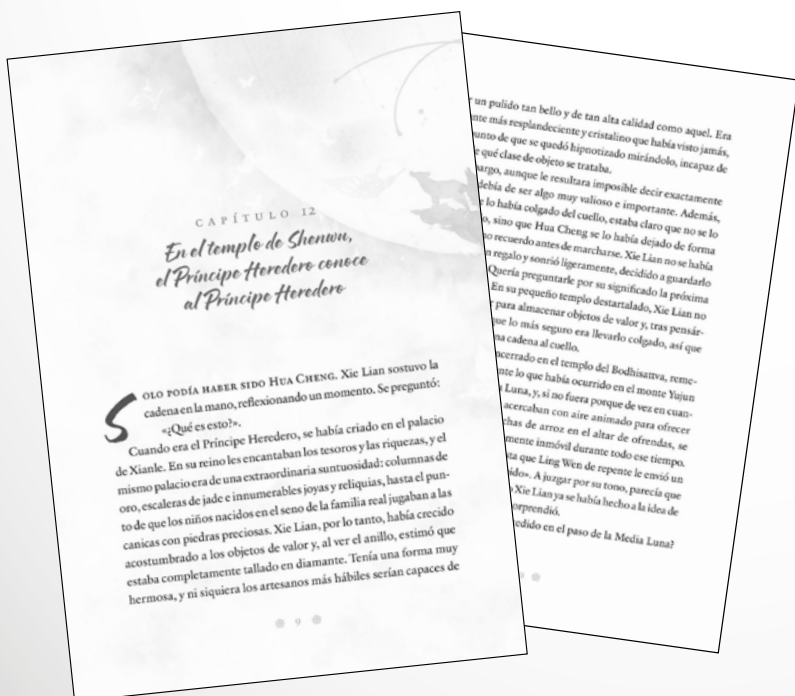 CAPÍTULO 12
En el templo de Shenwu,
el Príncipe Heredero conoce
al Príncipe Heredero
SOLO PODÍA HABER SIDO HUA CHENG. Xie Lian sostuvo la
cadena en la mano, reflexionando un momento. Se preguntó:
«¿Qué es esto?».
Cuando era el Príncipe Heredero, se había criado en el palacio
de Xianle. En su reino les encantaban los tesoros y las riquezas, y el
mismo palacio era de una extraordinaria suntuosidad: columnas de
oro, escaleras de jade e innumerables joyas y reliquias, hasta el pun-
to de que los niños nacidos en el seno de la familia real jugaban a las
canicas con piedras preciosas. Xie Lian, por lo tanto, había crecido
acostumbrado a los objetos de valor y, al ver el anillo, estimó que
estaba completamente tallado en diamante. Tenía una forma muy
hermosa, y ni siquiera los artesanos más hábiles serían capaces de
9
un pulido tan bello y de tan alta calidad como aquel. Era
más resplandeciente y cristalino que había visto jamás,
de que se quedó hipnotizado mirándolo, incapaz de
qué clase de objeto se trataba.
aunque le resultara imposible decir exactamente
debía de ser algo muy valioso e importante. Además,
lo había colgado del cuello, estaba claro que no se lo
sino que Hua Cheng se lo había dejado de forma
recuerdo antes de marcharse. Xie Lian no se había
regalo y sonrió ligeramente, decidido a guardarlo
Quería preguntarle por su significado la próxima
En su pequeño templo destartalado, Xie Lian no
para almacenar objetos de valor y, tras pensár-
que lo más seguro era llevarlo colgado, así que
cadena al cuello.
en el templo del Bodhisattva, reme-
lo que había ocurrido en el monte Yujun
Luna, y, si no fuera porque de vez en cuan-
acercaban con aire animado para ofrecer
de arroz en el altar de ofrendas, se
inmóvil durante todo ese tiempo.
que Ling Wen de repente le envió un
A juzgar por su tono, parecía que
Xie Lian ya se había hecho a la idea de
en el paso de la Media Luna?